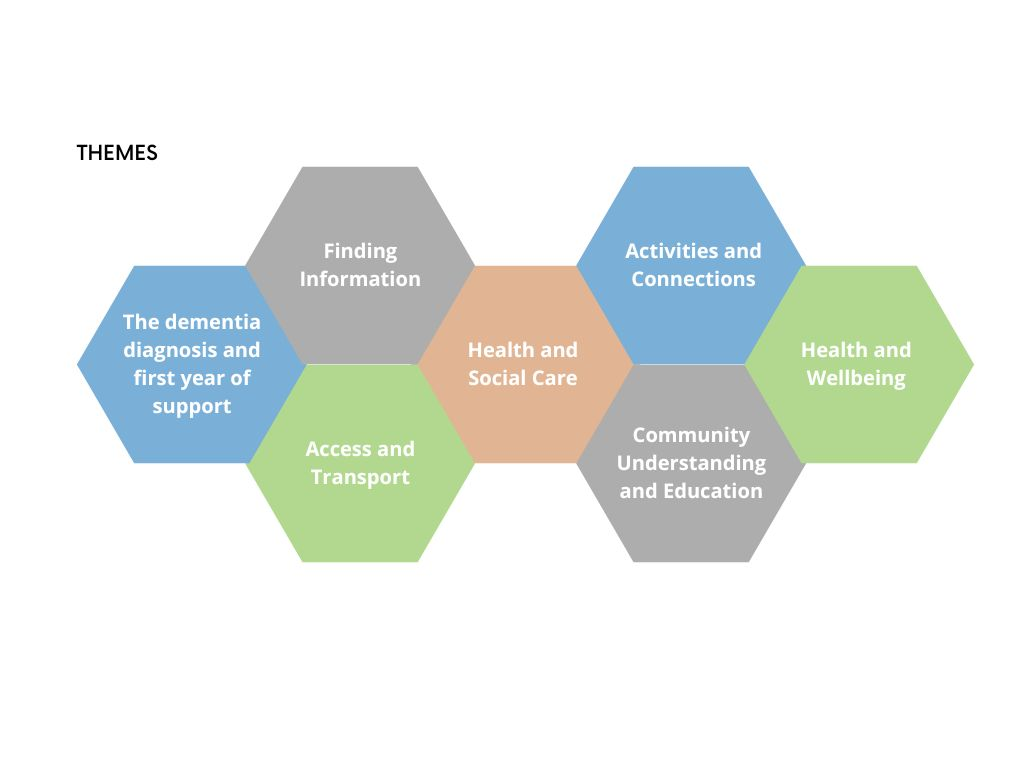 THEMES
Finding
Information
Activities and
Connections
The dementia
diagnosis and
first year of
support
Health and
Social Care
Health and
Wellbeing
Access and
Transport
Community
Understanding
and Education